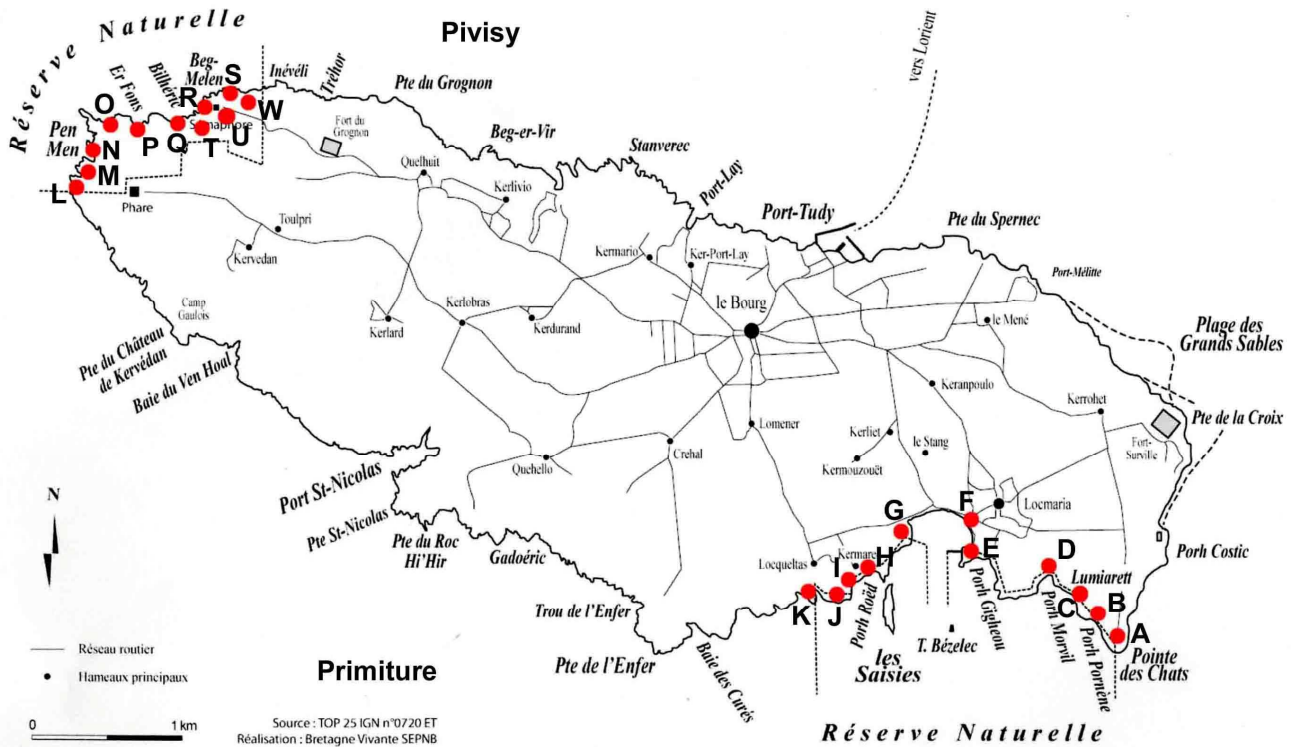 Réserve Naturelle
Pivisy
vers Lorient
O
Er Fons
Bilhéric
Beg-
Melen
S
R
Inévéli
Tréhor
Pte du Grognon
W
Pen
Men
N
P
Q
T
U
Sémaphore
Fort du
Grognon
Beg-er-Vir
Stanverec
Port-Lay
Port-Tudy
Pte du Spernec
M
L
Phare
Quelhuit
Kerlivio
Toulpri
Kervedan
Kermario
Ker-Port-Lay
Port-Mélitte
Camp
Gaulois
Kerlobras
Kerlard
Kerdurand
le Bourg
le Mené
Plage des
Grands Sables
Pte du Château
de Kervédan
Baie du Ven Hoal
Keranpoulo
Kerrohet
Pte de la Croix
Lomener
Kerliet
le Stang
Fort-
Surville
Crehal
Kermouzouët
Quehello
Port St-Nicolas
N
Pte St-Nicolas
Pte du Roc
Hi'Hir
Gadoéric
G
F
Locmaria
E
D
Porh Costic
Locqueltas
Kermare
I
H
Lumiarett
K
J
Porh Roëd
Porh Gigheou
Porh Morvil
C
B
Porh Pornène
A
Trou de l'Enfer
Pte de l'Enfer
Baie des Curés
les
Saisies
T. Bézelec
Pointe
des Chats
Réseau routier
Hameaux principaux
Primiture
0
1 km
Source : TOP 25 IGN n°0720 ET
Réalisation : Bretagne Vivante SEPNB
Réserve Naturelle